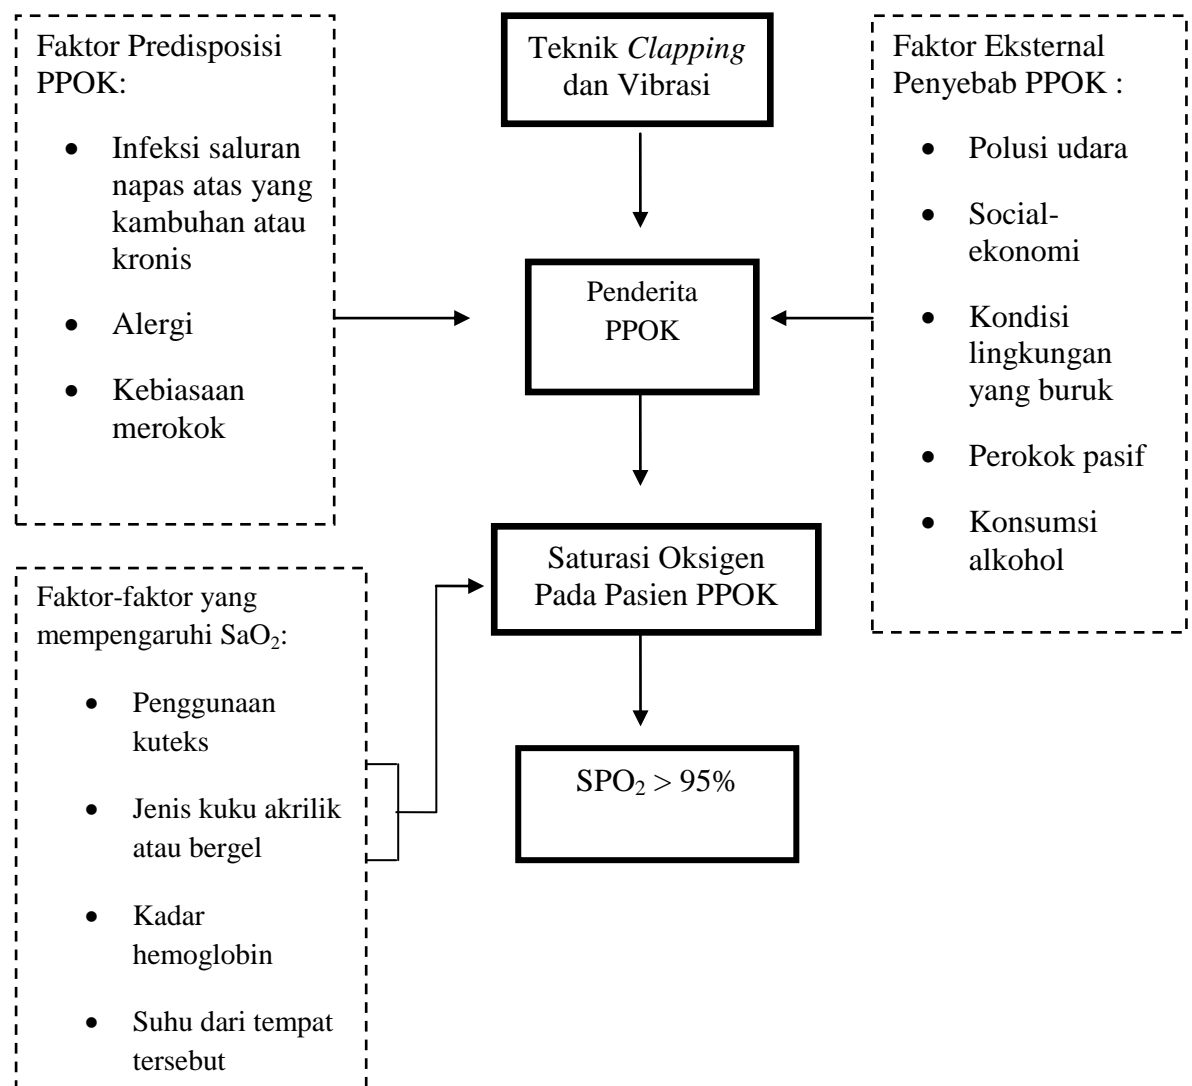 Faktor Predisposisi
PPOK:
• Infeksi saluran
napas atas yang
kambuhan atau
kronis
• Alergi
• Kebiasaan
merokok
Teknik Clapping
dan Vibrasi
Faktor Eksternal
Penyebab PPOK :
• Polusi udara
• Social-
ekonomi
• Kondisi
lingkungan
yang buruk
• Perokok pasif
• Konsumsi
alkohol
Penderita
PPOK
Saturasi Oksigen
Pada Pasien PPOK
Faktor-faktor yang
mempengaruhi SaO₂:
• Penggunaan
kuteks
• Jenis kuku akrilik
atau bergel
• Kadar
hemoglobin
• Suhu dari tempat
tersebut
SPO₂ > 95%